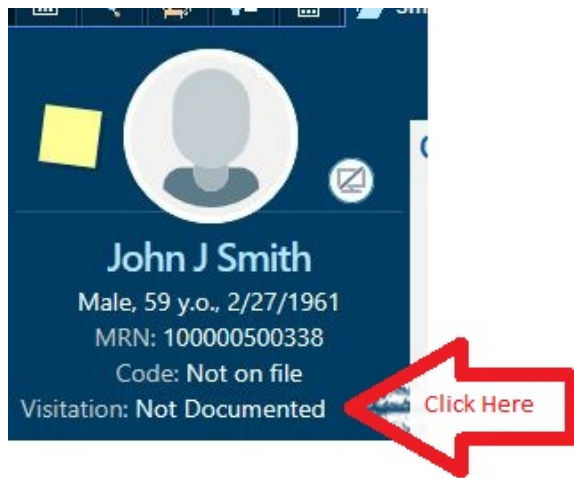 John J Smith
Male, 59 y.o., 2/27/1961
MRN: 100000500338
Code: Not on file
Visitation: Not Documented
Click Here